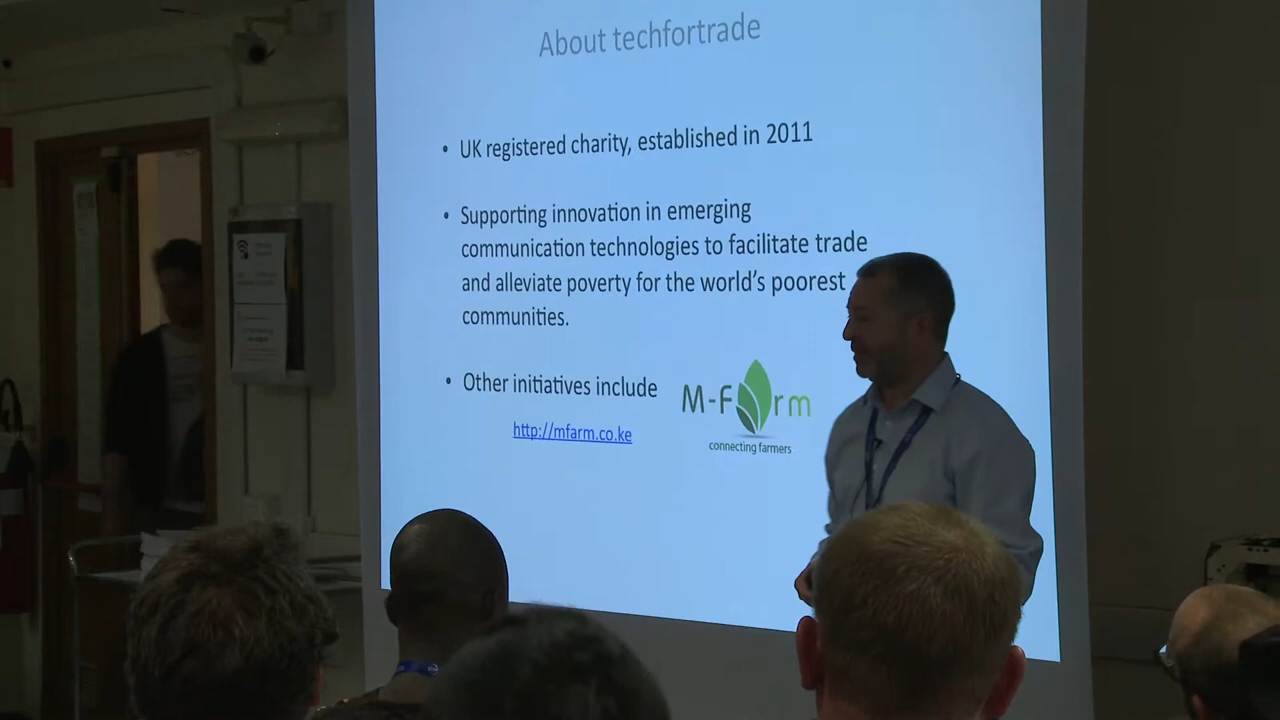 About techfortrade
• UK registered charity, established in 2011
• Supporting innovation in emerging
communication technologies to facilitate trade
and alleviate poverty for the world's poorest
communities.
• Other initiatives include
M-Farm
http://mfarm.co.ke
connecting farmers